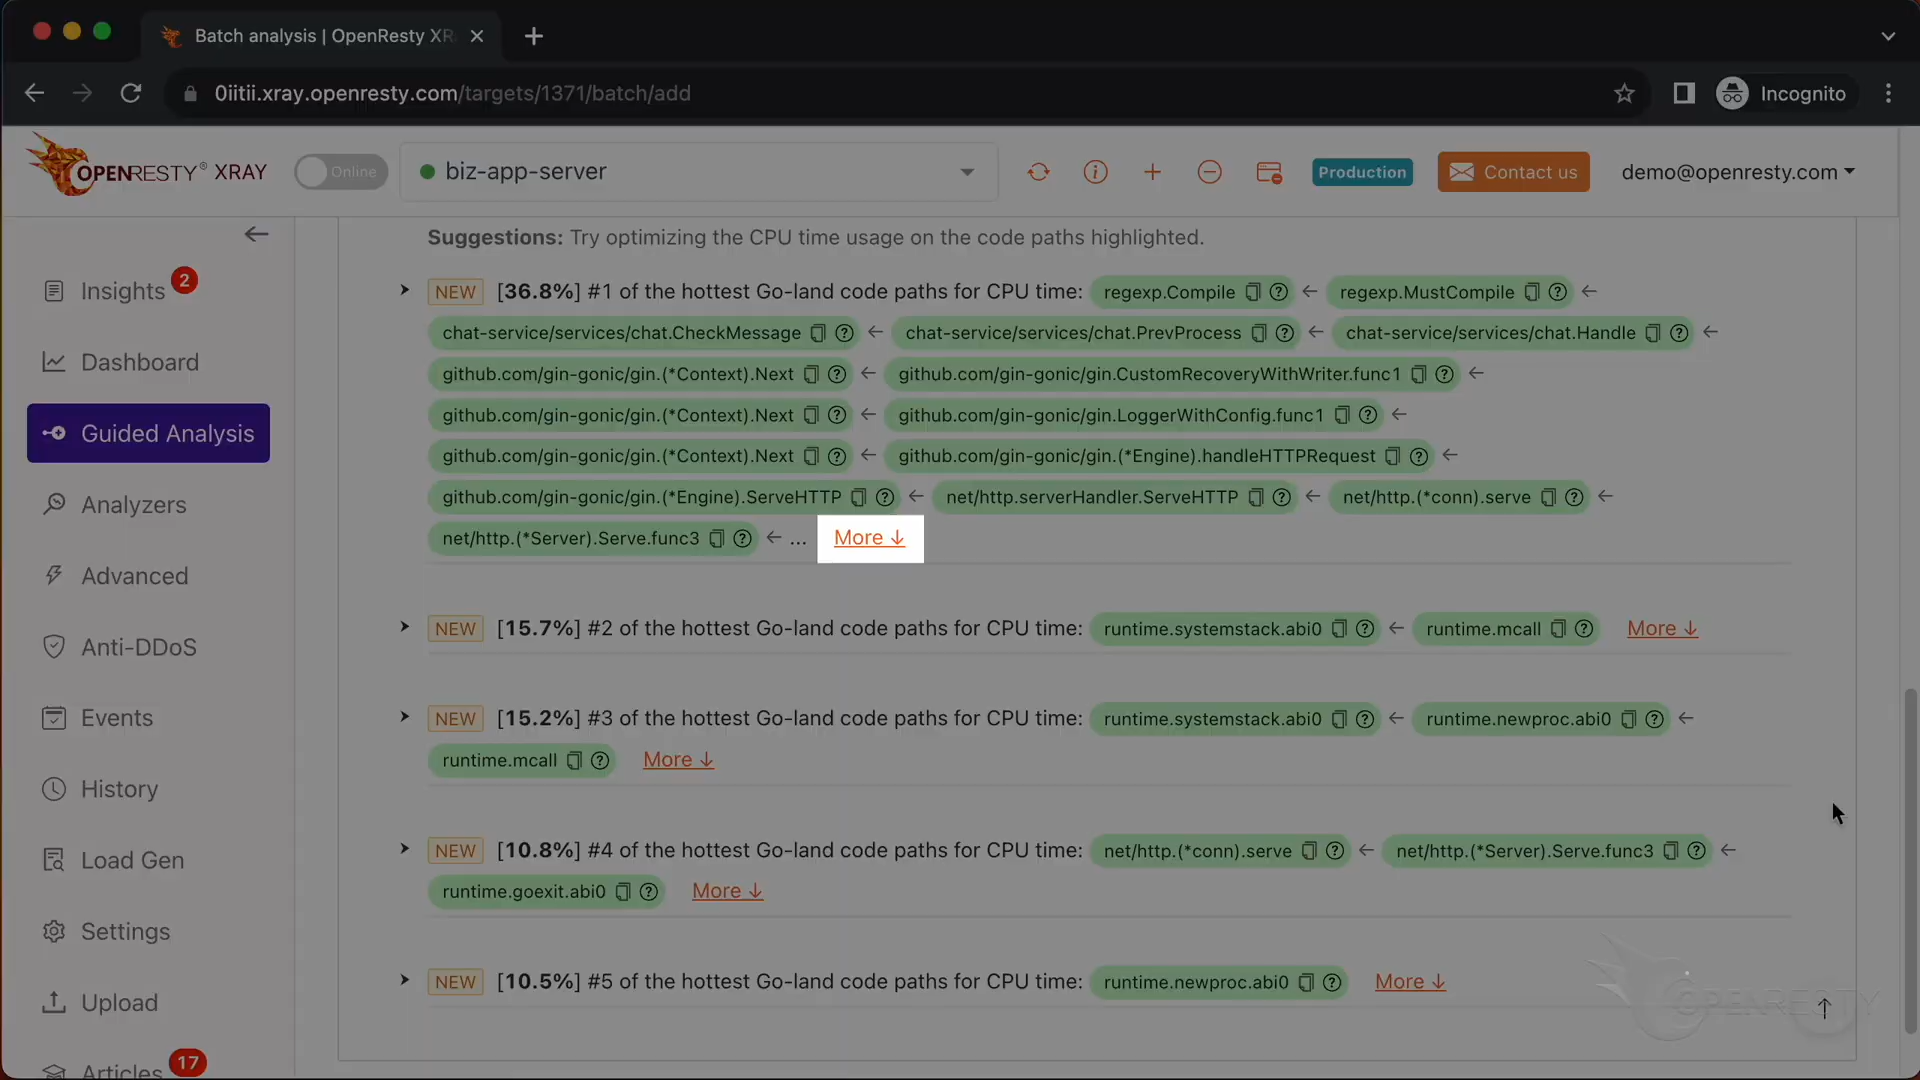 Batch analysis | OpenResty XR
0iitii.xray.openresty.com/targets/1371/batch/add
Incognito
OPENRESTY® XRAY
Online
biz-app-server
Production
Contact us
demo@openresty.com
Insights 2
Dashboard
Guided Analysis
Analyzers
Advanced
Anti-DDoS
Events
History
Load Gen
Settings
Upload
Articles 17
Suggestions: Try optimizing the CPU time usage on the code paths highlighted.
NEW [36.8%] #1 of the hottest Go-land code paths for CPU time: regexp.Compile ← regexp.MustCompile ←
chat-service/services/chat.CheckMessage ← chat-service/services/chat.PrevProcess ← chat-service/services/chat.Handle ←
github.com/gin-gonic/gin.(*Context).Next ← github.com/gin-gonic/gin.CustomRecoveryWithWriter.func1 ←
github.com/gin-gonic/gin.(*Context).Next ← github.com/gin-gonic/gin.LoggerWithConfig.func1 ←
github.com/gin-gonic/gin.(*Context).Next ← github.com/gin-gonic/gin.(*Engine).handleHTTPRequest ←
github.com/gin-gonic/gin.(*Engine).ServeHTTP ← net/http.serverHandler.ServeHTTP ← net/http.(*conn).serve ←
net/http.(*Server).Serve.func3 ← ... More ↓
NEW [15.7%] #2 of the hottest Go-land code paths for CPU time: runtime.systemstack.abi0 ← runtime.mcall More ↓
NEW [15.2%] #3 of the hottest Go-land code paths for CPU time: runtime.systemstack.abi0 ← runtime.newproc.abi0 ←
runtime.mcall More ↓
NEW [10.8%] #4 of the hottest Go-land code paths for CPU time: net/http.(*conn).serve ← net/http.(*Server).Serve.func3 ←
runtime.goexit.abi0 More ↓
NEW [10.5%] #5 of the hottest Go-land code paths for CPU time: runtime.newproc.abi0 More ↓
OPENRESTY